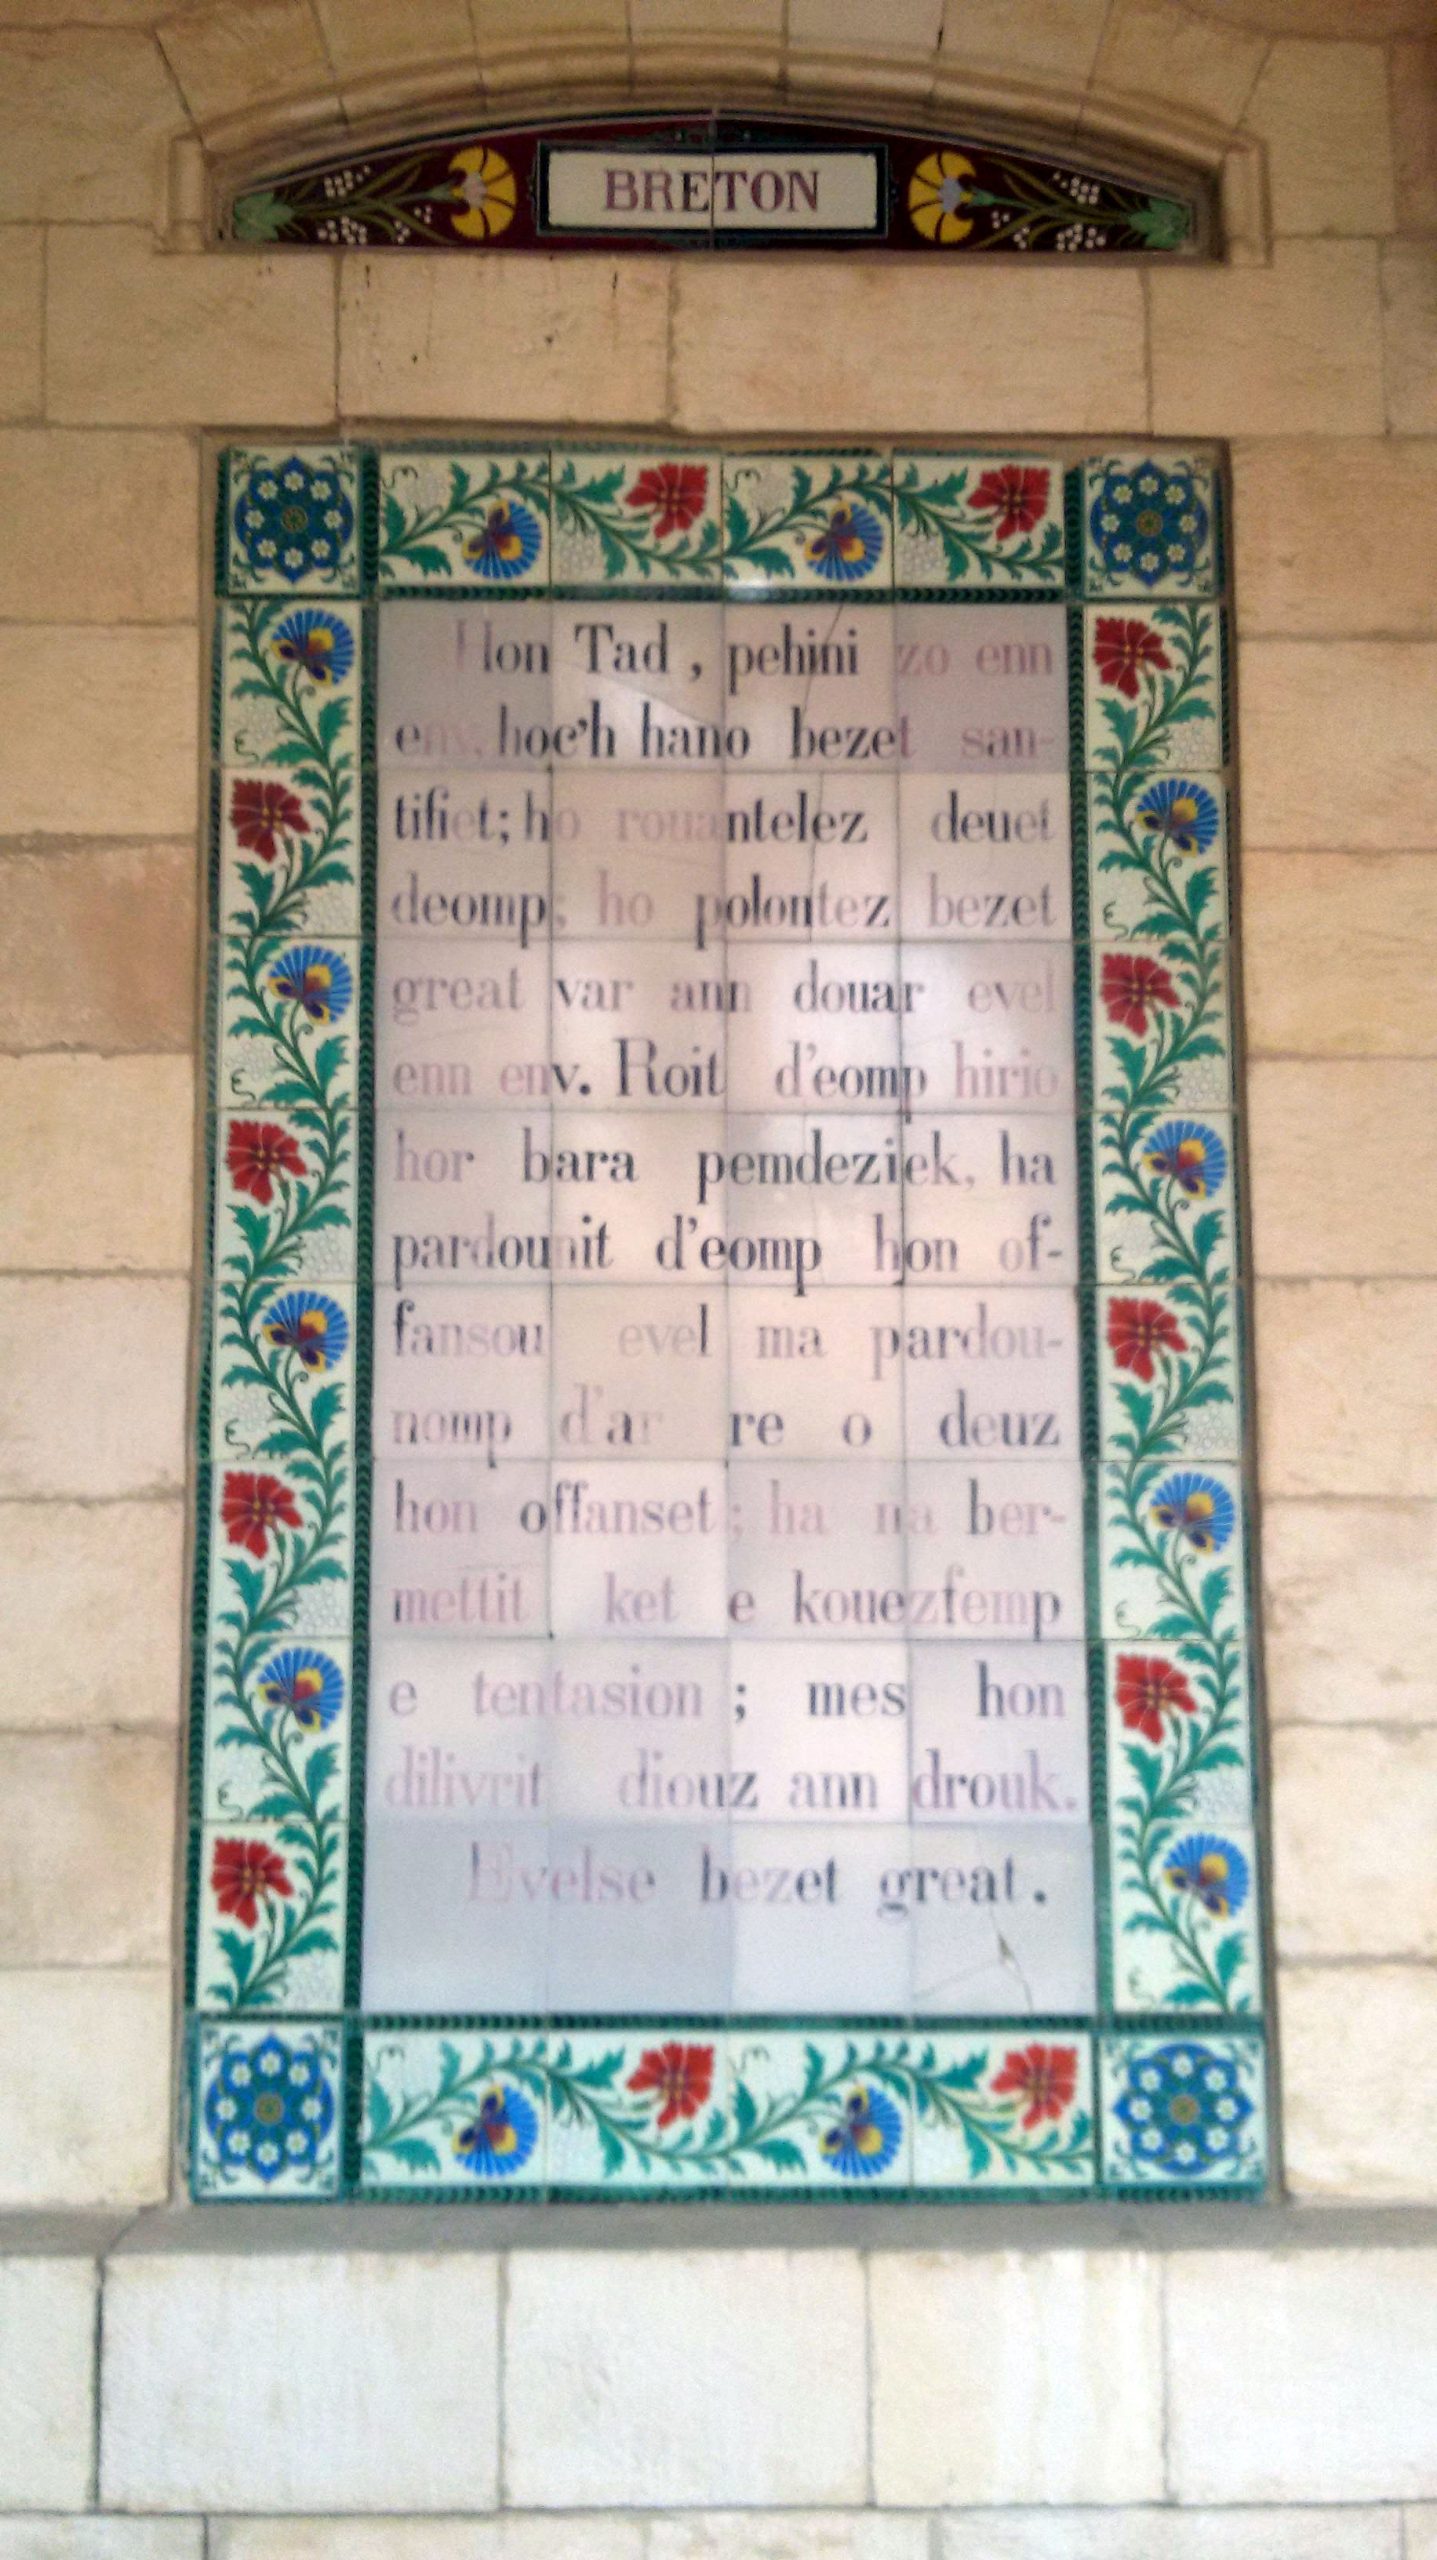 BRETON
Hon Tad, pehini zo enn
env, hoc'h hano bezet san-
tifiet; ho rouantelez deuet
deomp; ho polontez bezet
great var ann douar evel
enn env. Roit d'eomp hirio
hor bara pemdeziek, ha
pardounit d'eomp hon of-
fansou evel ma pardou-
nomp d'ar re o deuz
hon offanset; ha na ber-
mettit ket e kouezfemp
e tentasion; mes hon
dilivrit diouz ann drouk.
Evelse bezet great.